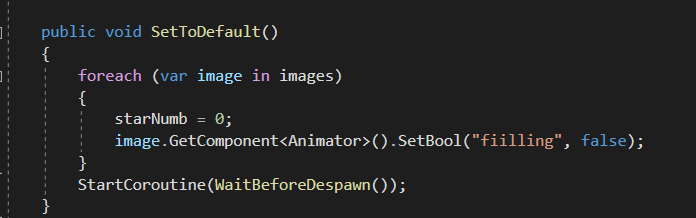 public void SetToDefault()
{
foreach (var image in images)
{
starNumb = 0;
image.GetComponent<Animator>().SetBool("fiilling", false);
}
StartCoroutine(WaitBeforeDespawn());
}